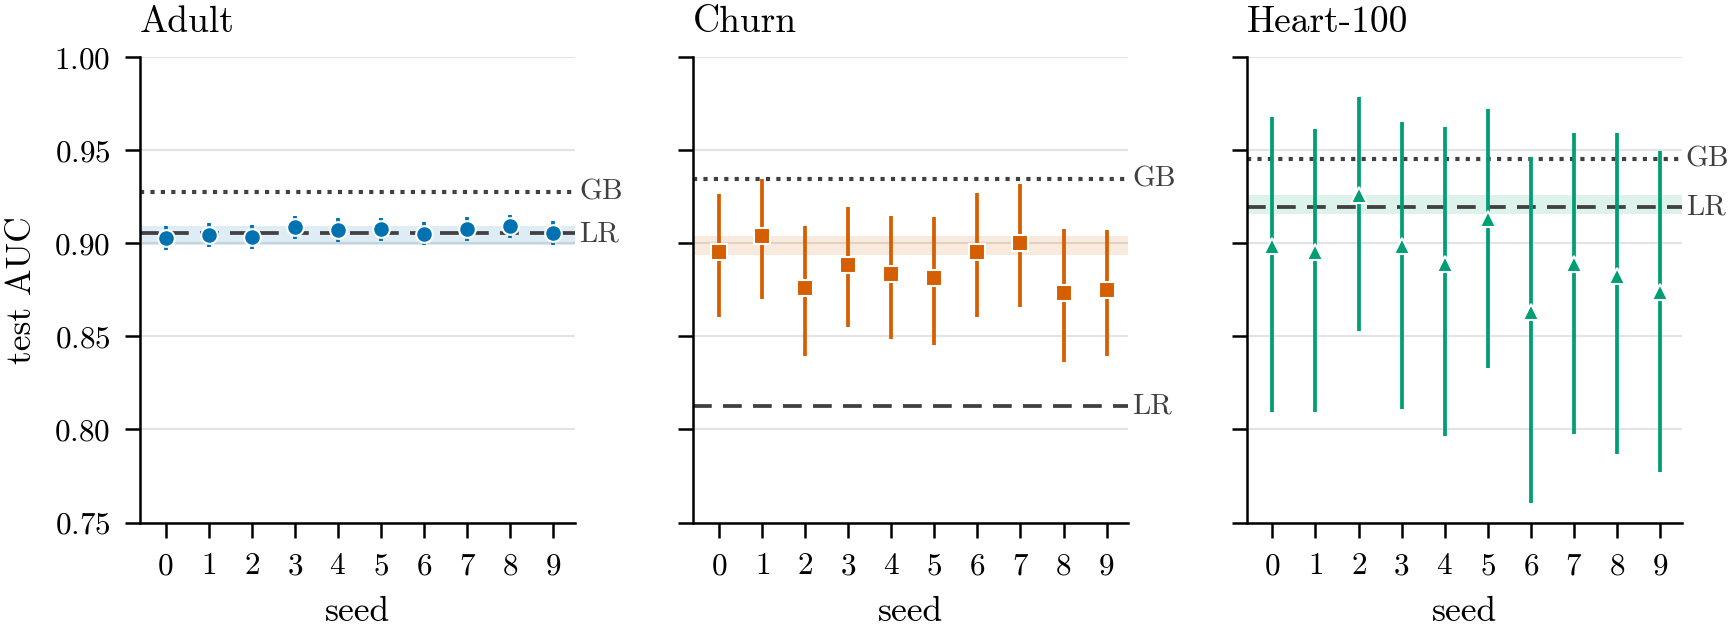 Adult
Churn
Heart-100
test AUC
1.00
0.95
0.90
0.85
0.80
0.75
GB
LR
GB
LR
GB
LR
0 1 2 3 4 5 6 7 8 9
0 1 2 3 4 5 6 7 8 9
0 1 2 3 4 5 6 7 8 9
seed
seed
seed